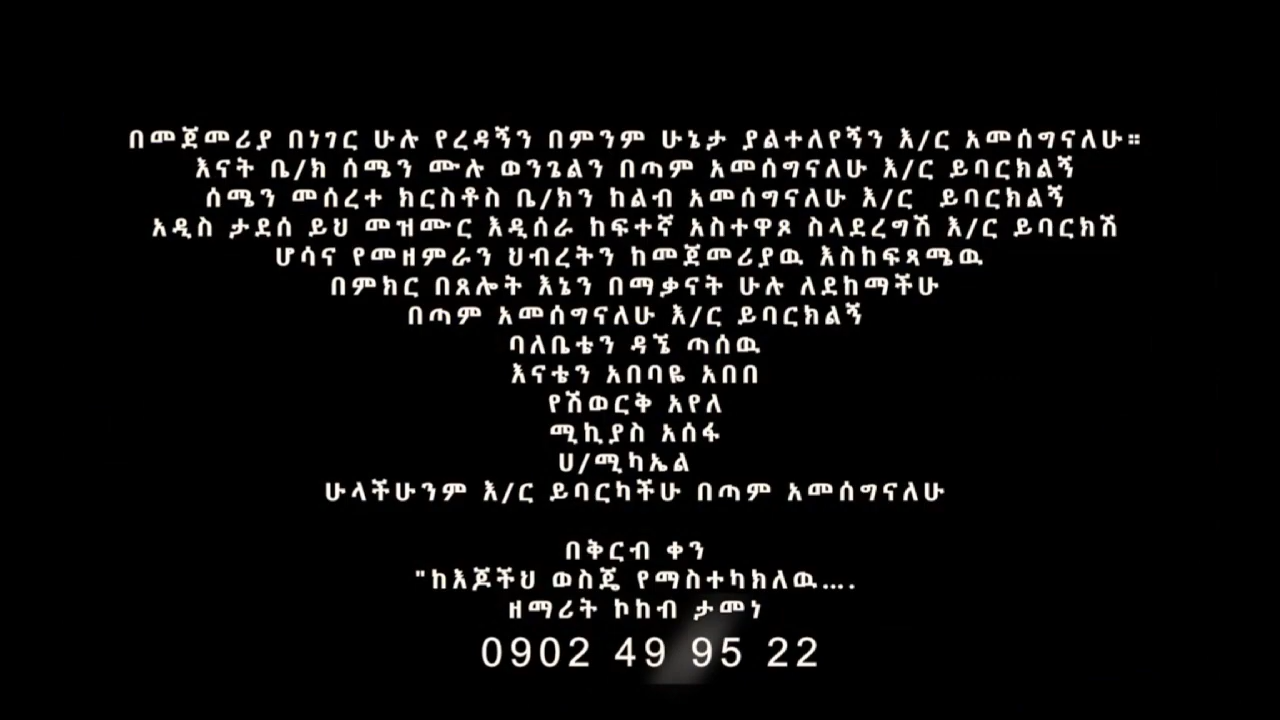 በመጀመሪያ በነገር ሁሉ የረዳኝን በምንም ሁኔታ ያልተለየኝን እ/ር አመሰግናለሁ።
እናት ቤ/ክ ሰሜን ሙሉ ወንጌልን በጣም አመሰግናለሁ እ/ር ይባርክልኝ
ሰሜን መሰረተ ክርስቶስ ቤ/ክን ከልብ አመሰግናለሁ እ/ር ይባርክልኝ
አዲስ ታደሰ ይህ መዝሙር እዲሰራ ከፍተኛ አስተዋጾ ስላደረግሽ እ/ር ይባርክሽ
ሆሳና የመዘምራን ህብረትን ከመጀመሪያዉ እስከፍጻሜዉ
በምክር በጸሎት እኔን በማቃናት ሁሉ ለደከማችሁ
በጣም አመሰግናለሁ እ/ር ይባርክልኝ
ባለቤቴን ዳኜ ጣሰዉ
እናቴን አበባዬ አበበ
የሽወርቅ አየለ
ሚኪያስ አሰፋ
ሀ/ሚካኤል
ሁላችሁንም እ/ር ይባርካችሁ በጣም አመሰግናለሁ
በቅርብ ቀን
"ከእጆችህ ወስጄ የማስተካክለዉ....
ዘማሪት ኮከብ ታመነ
0902 49 95 22